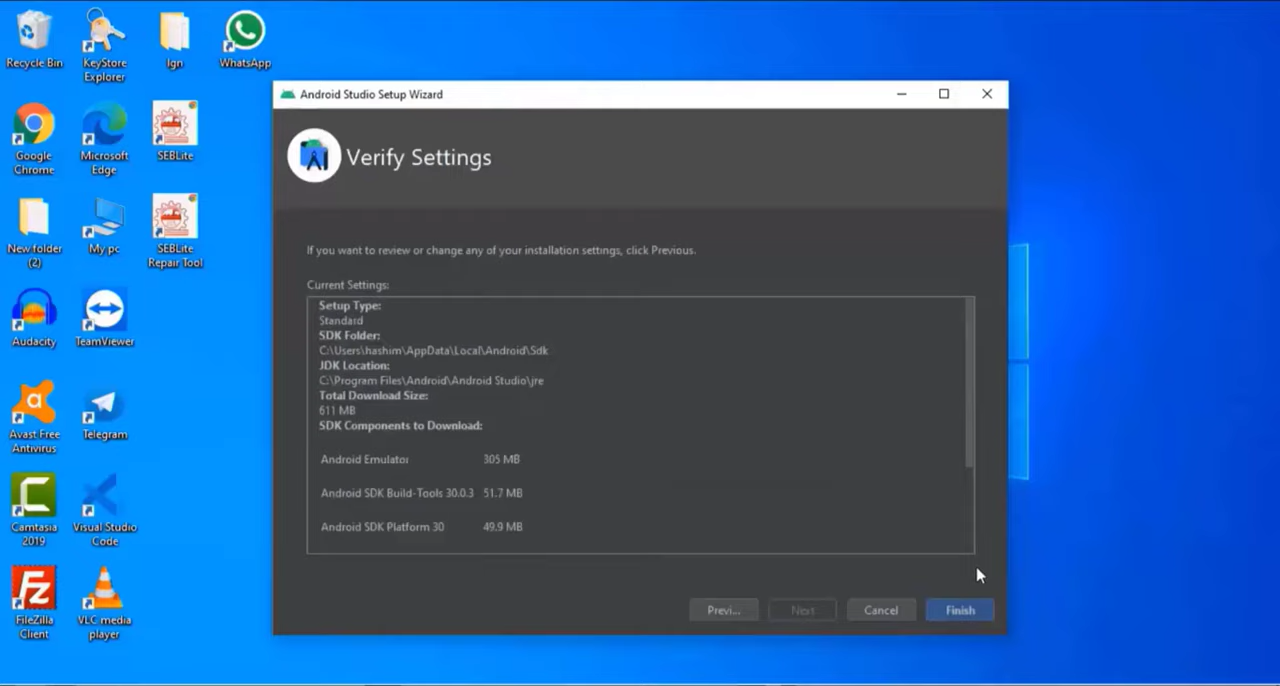 Recycle Bin
KeyStore
Explorer
Ign
WhatsApp
Google
Chrome
Microsoft
Edge
SEBLite
New folder
(2)
My pc
SEBLite
Repair Tool
Audacity
TeamViewer
Avast Free
Antivirus
Telegram
Camtasia
2019
Visual Studio
Code
FileZilla
Client
VLC media
player
Android Studio Setup Wizard
Verify Settings
If you want to review or change any of your installation settings, click Previous.
Current Settings:
Setup Type:
Standard
SDK Folder:
C:\Users\hashim\AppData\Local\Android\Sdk
JDK Location:
C:\Program Files\Android\Android Studio\jre
Total Download Size:
611 MB
SDK Components to Download:
Android Emulator 305 MB
Android SDK Build-Tools 30.0.3 51.7 MB
Android SDK Platform 30 49.9 MB
Previ... Next Cancel Finish